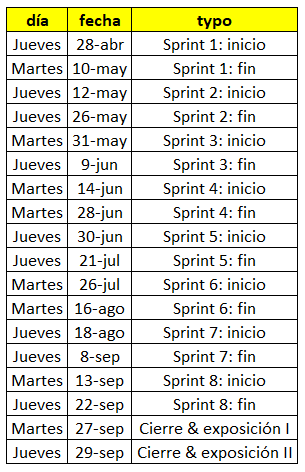 día fecha typo
Jueves 28-abr Sprint 1: inicio
Martes 10-may Sprint 1: fin
Jueves 12-may Sprint 2: inicio
Jueves 26-may Sprint 2: fin
Martes 31-may Sprint 3: inicio
Jueves 9-jun Sprint 3: fin
Martes 14-jun Sprint 4: inicio
Martes 28-jun Sprint 4: fin
Jueves 30-jun Sprint 5: inicio
Jueves 21-jul Sprint 5: fin
Martes 26-jul Sprint 6: inicio
Martes 16-ago Sprint 6: fin
Jueves 18-ago Sprint 7: inicio
Jueves 8-sep Sprint 7: fin
Martes 13-sep Sprint 8: inicio
Jueves 22-sep Sprint 8: fin
Martes 27-sep Cierre & exposición I
Jueves 29-sep Cierre & exposición II